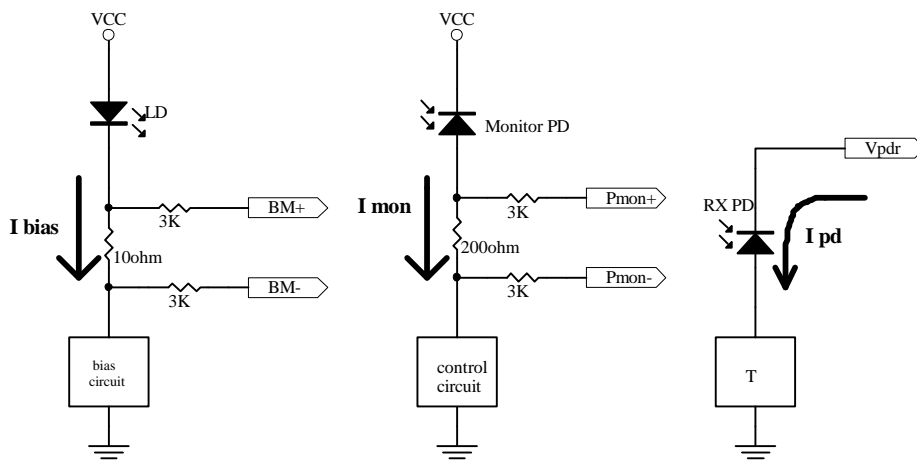 VCC
LD
I bias
3K
BM+
10ohm
3K
BM-
bias
circuit
VCC
Monitor PD
I mon
3K
Pmon+
200ohm
3K
Pmon-
control
circuit
Vpdr
RX PD
I pd
T